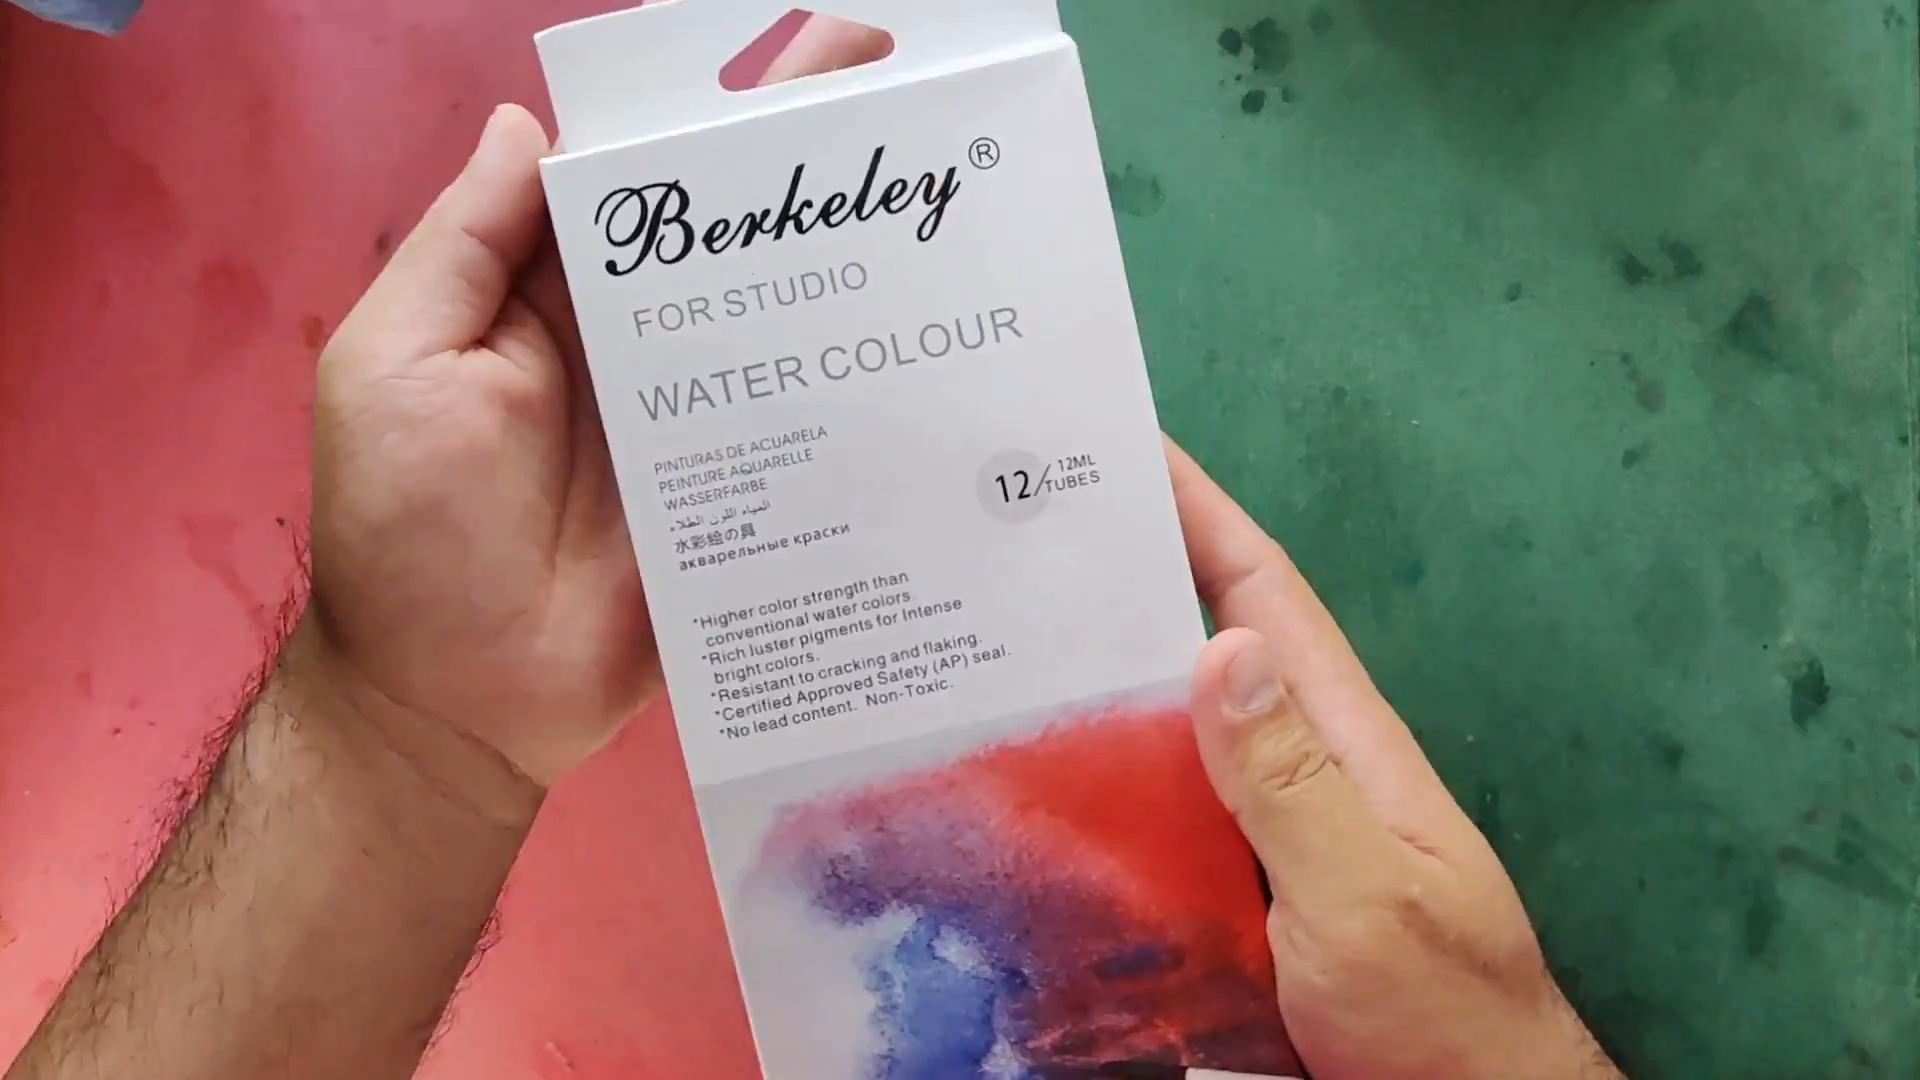 Berkeley®
FOR STUDIO
WATER COLOUR
PINTURAS DE ACUARELA
PEINTURE AQUARELLE
WASSERFARBE
المياه اللون الطلاء
水彩絵の具
акварельные краски
12/12ML
TUBES
*Higher color strength than
conventional water colors.
*Rich luster pigments for Intense
bright colors.
*Resistant to cracking and flaking.
*Certified Approved Safety (AP) seal.
*No lead content. Non-Toxic.